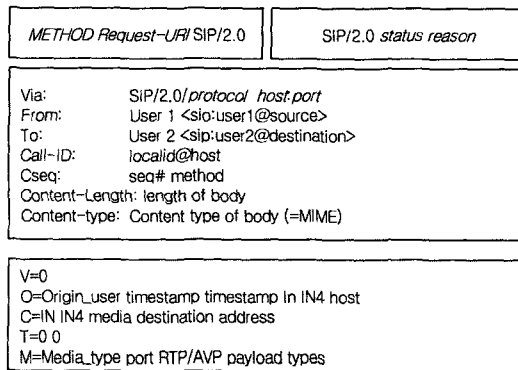 METHOD Request-URI SIP/2.0
SIP/2.0 status reason
Via: SIP/2.0/protocol host:port
From: User 1 <sio:user1@source>
To: User 2 <sip:user2@destination>
Call-ID: localid@host
Cseq: seq# method
Content-Length: length of body
Content-type: Content type of body (=MIME)
V=0
O=Origin_user timestamp timestamp In IN4 host
C=IN IN4 media destination address
T=0 0
M=Media_type port RTP/AVP payload types